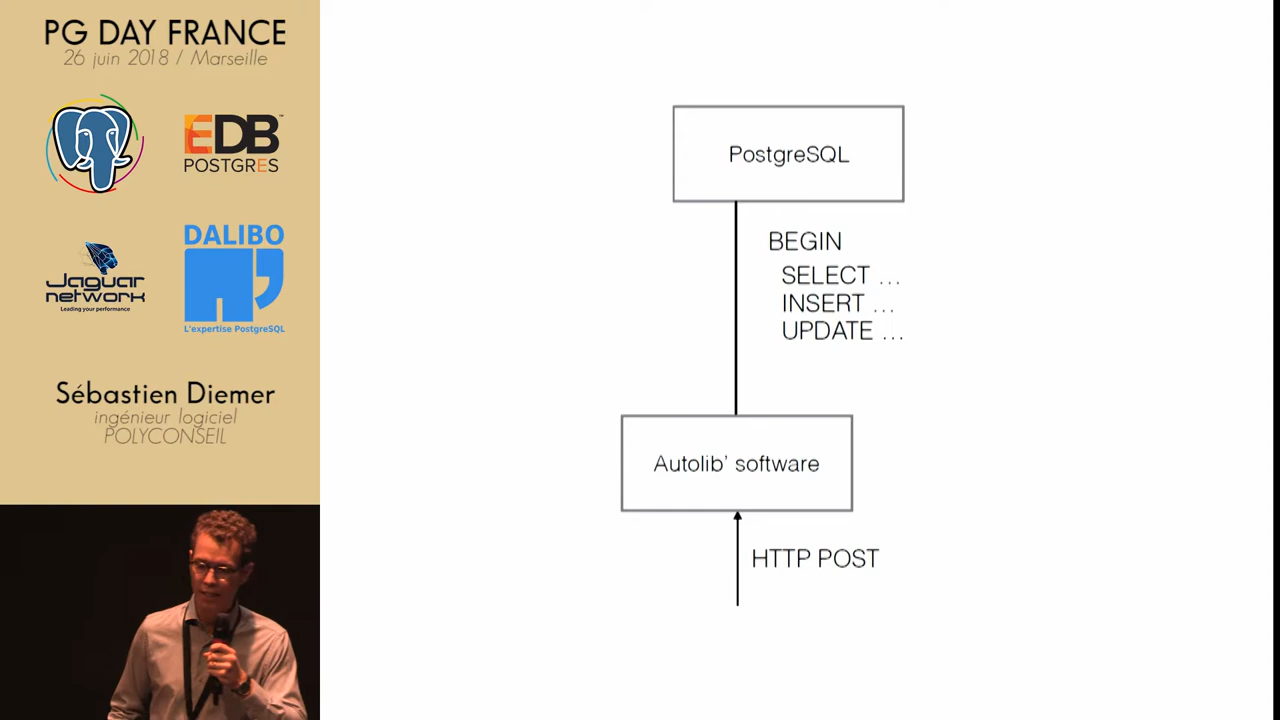 PG DAY FRANCE
26 juin 2018 / Marseille
EDB™
POSTGRES
Jaguar
network
Leading your performance
DALIBO
L'expertise PostgreSQL
Sébastien Diemer
ingénieur logiciel
POLYCONSEIL
PostgreSQL
BEGIN
SELECT …
INSERT …
UPDATE …
Autolib’ software
HTTP POST